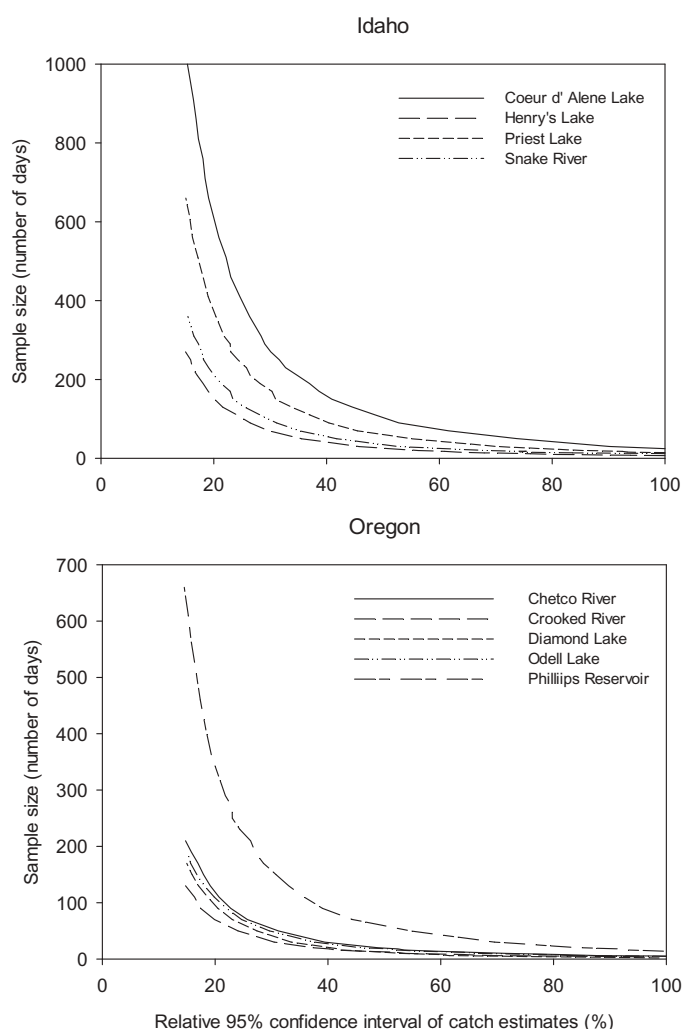 Idaho
1000
800
600
400
200
0
Sample size (number of days)
Coeur d' Alene Lake
Henry's Lake
Priest Lake
Snake River
0 20 40 60 80 100
Oregon
700
600
500
400
300
200
100
0
Sample size (number of days)
Chetco River
Crooked River
Diamond Lake
Odell Lake
Philliips Reservoir
0 20 40 60 80 100
Relative 95% confidence interval of catch estimates (%)